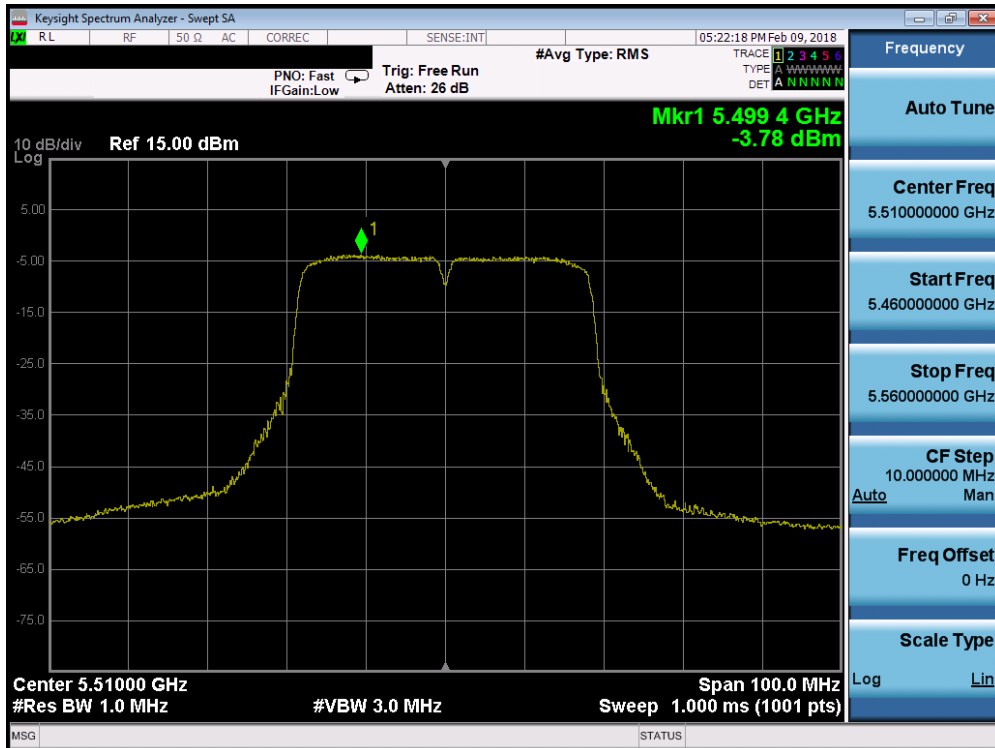 Keysight Spectrum Analyzer - Swept SA
LXI RL RF 50 Ω AC CORREC SENSE:INT 05:22:18 PM Feb 09, 2018
#Avg Type: RMS
TRACE 1 2 3 4 5 6
PNO: Fast Trig: Free Run
TYPE A WWWWW
IFGain:Low Atten: 26 dB
DET A N N N N N
Mkr1 5.499 4 GHz
-3.78 dBm
10 dB/div Ref 15.00 dBm
Log
1
5.00
-5.00
-15.0
-25.0
-35.0
-45.0
-55.0
-65.0
-75.0
Center 5.51000 GHz Span 100.0 MHz
#Res BW 1.0 MHz #VBW 3.0 MHz Sweep 1.000 ms (1001 pts)
MSG STATUS
Frequency
Auto Tune
Center Freq
5.510000000 GHz
Start Freq
5.460000000 GHz
Stop Freq
5.560000000 GHz
CF Step
10.000000 MHz
Auto Man
Freq Offset
0 Hz
Scale Type
Log Lin